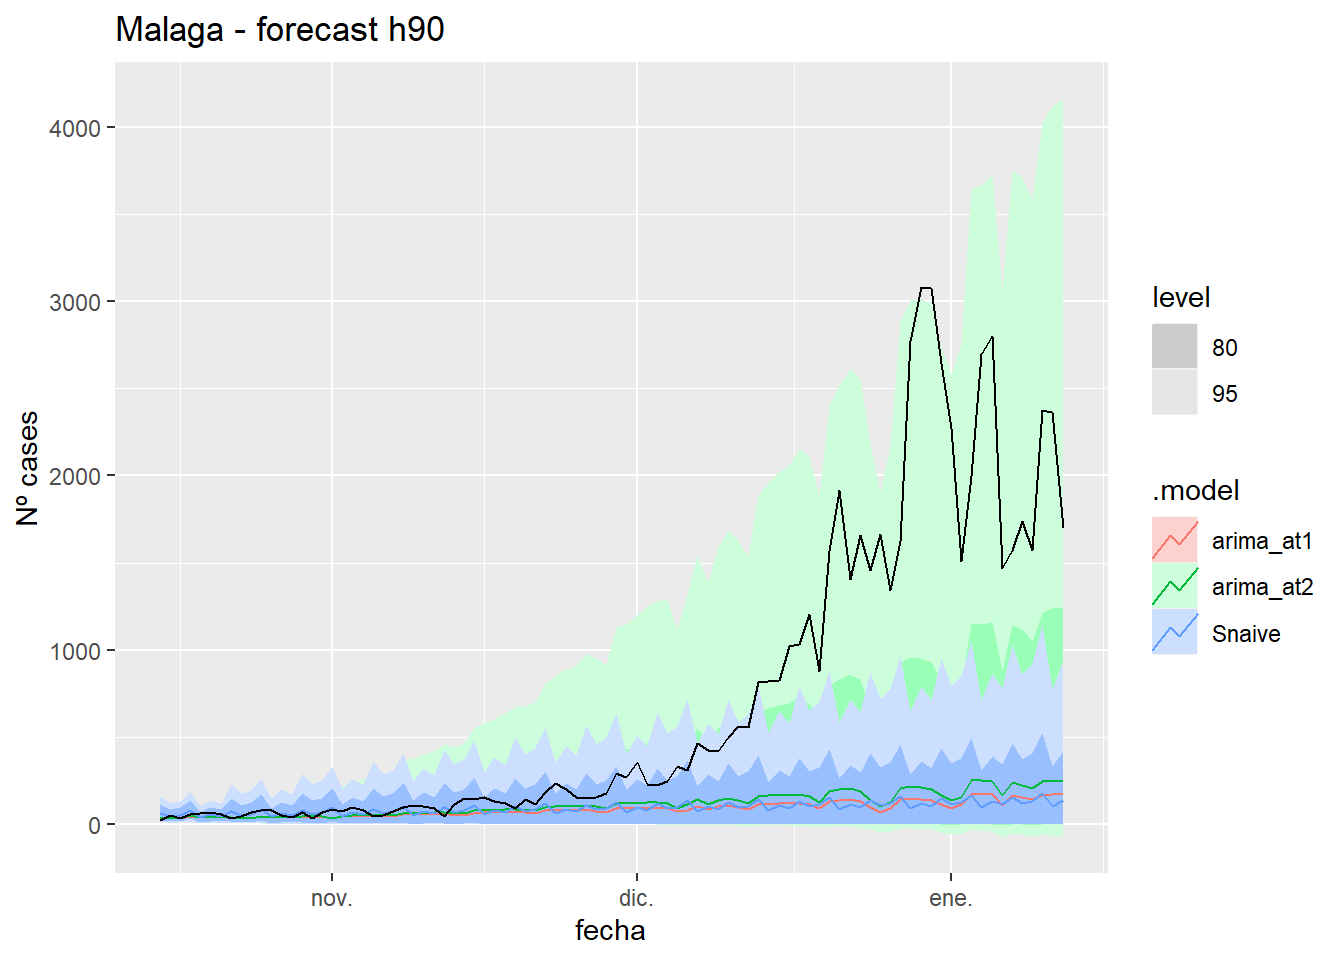 Malaga - forecast h90
4000
3000
2000
1000
0
Nº cases
nov.
dic.
ene.
fecha
level
80
95
.model
arima_at1
arima_at2
Snaive